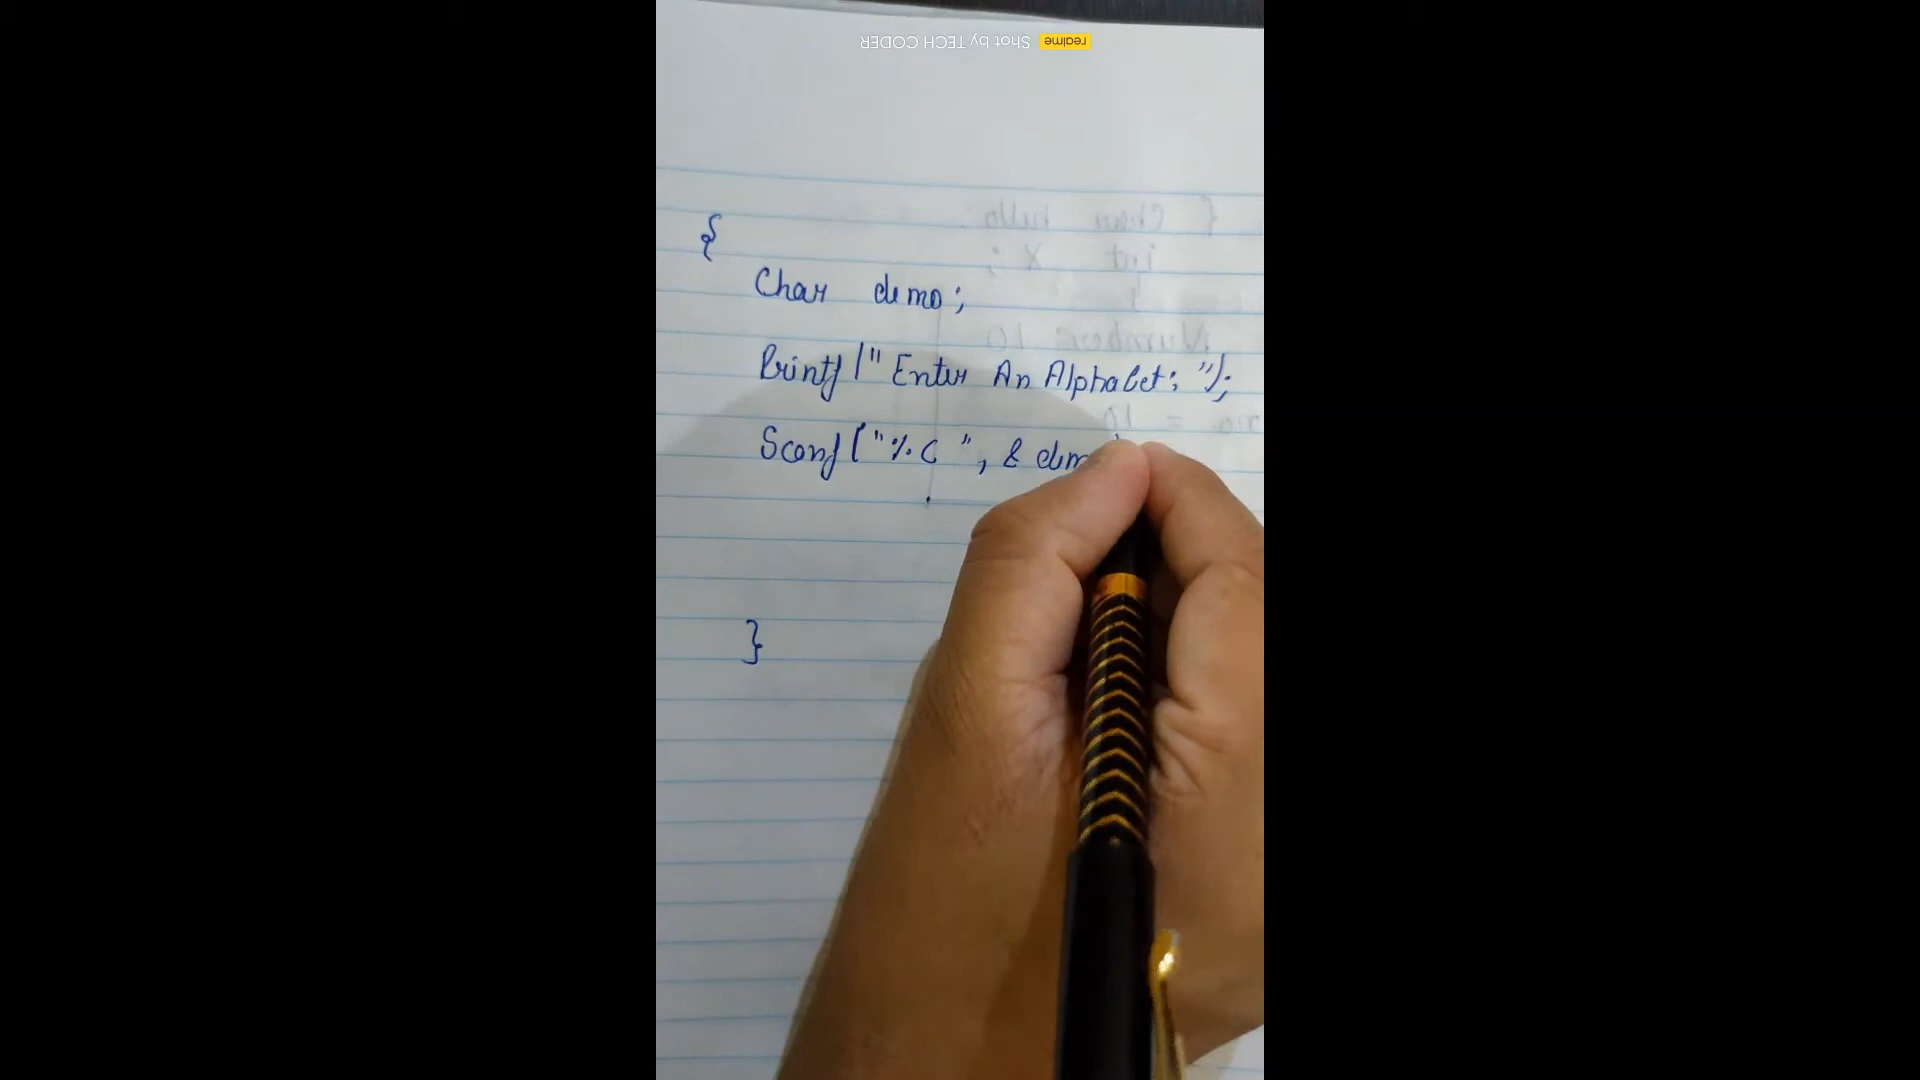 realme Shot by TECH CODER
{
Char demo;
Printf (" Enter An Alphabet: ");
Scanf ( "%c ", & dem
}